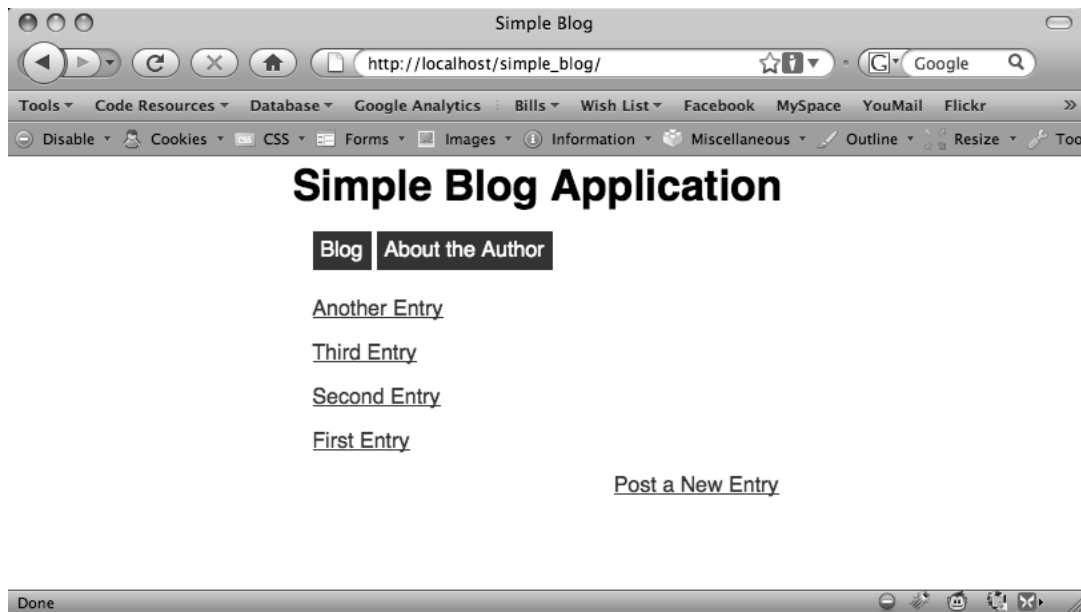 Simple Blog
http://localhost/simple_blog/
G Google
Tools Code Resources Database Google Analytics Bills Wish List Facebook MySpace YouMail Flickr »
Disable Cookies CSS Forms Images Information Miscellaneous Outline Resize Too
Simple Blog Application
Blog About the Author
Another Entry
Third Entry
Second Entry
First Entry
Post a New Entry
Done